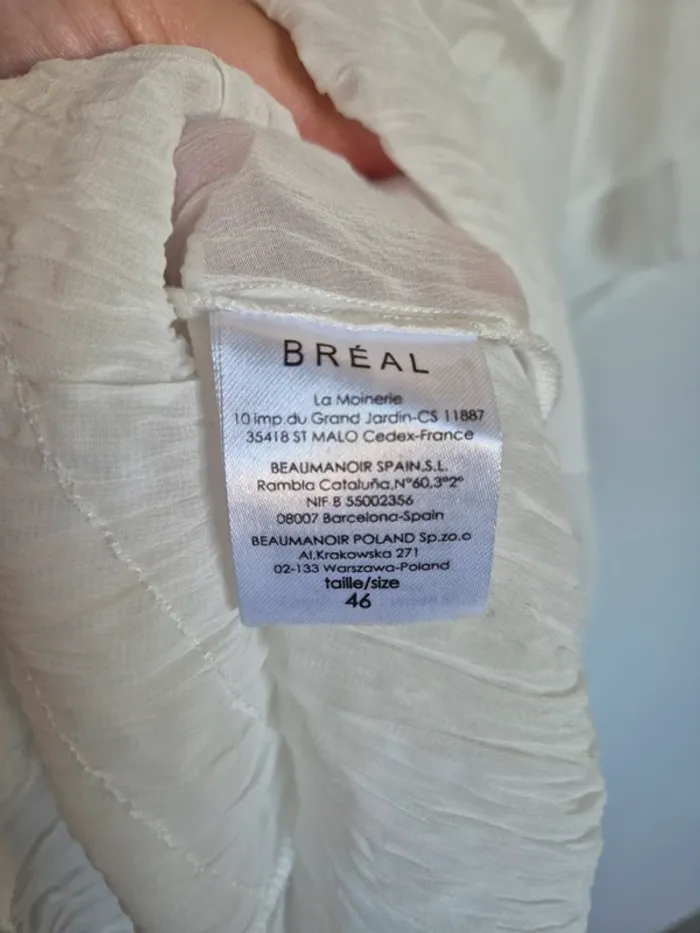 BRÉAL
La Moinerie
10 imp.du Grand Jardin-CS 11887
35418 ST MALO Cedex-France
BEAUMANOIR SPAIN,S.L.
Rambla Cataluña,N°60,3°2°
NIF B 55002356
08007 Barcelona-Spain
BEAUMANOIR POLAND Sp.zo.o
Al.Krakowska 271
02-133 Warszawa-Poland
taille/size
46